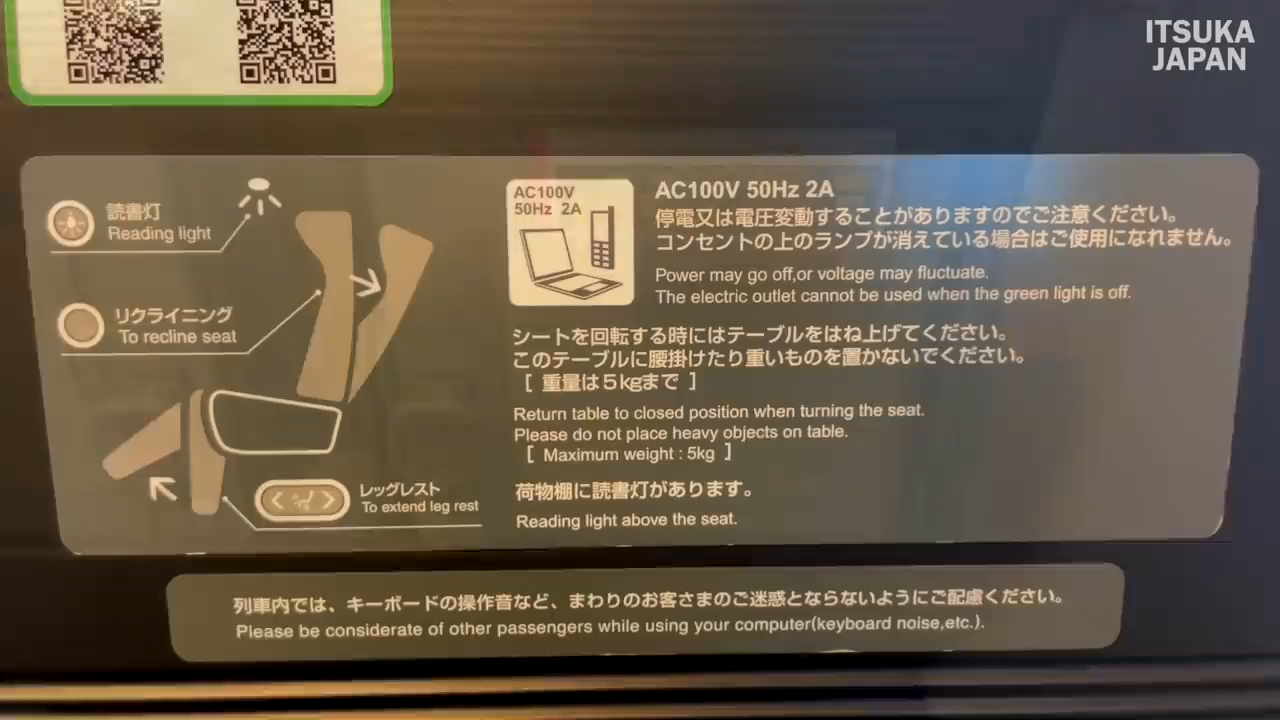 ITSUKA
JAPAN
読書灯
Reading light
リクライニング
To recline seat
レッグレスト
To extend leg rest
AC100V
50Hz 2A
AC100V 50Hz 2A
停電又は電圧変動することがありますのでご注意ください。
コンセントの上のランプが消えている場合はご使用になれません。
Power may go off,or voltage may fluctuate.
The electric outlet cannot be used when the green light is off.
シートを回転する時にはテーブルをはね上げてください。
このテーブルに腰掛けたり重いものを置かないでください。
[ 重量は5kgまで ]
Return table to closed position when turning the seat.
Please do not place heavy objects on table.
[ Maximum weight : 5kg ]
荷物棚に読書灯があります。
Reading light above the seat.
列車内では、キーボードの操作音など、まわりのお客さまのご迷惑とならないようにご配慮ください。
Please be considerate of other passengers while using your computer(keyboard noise,etc.).